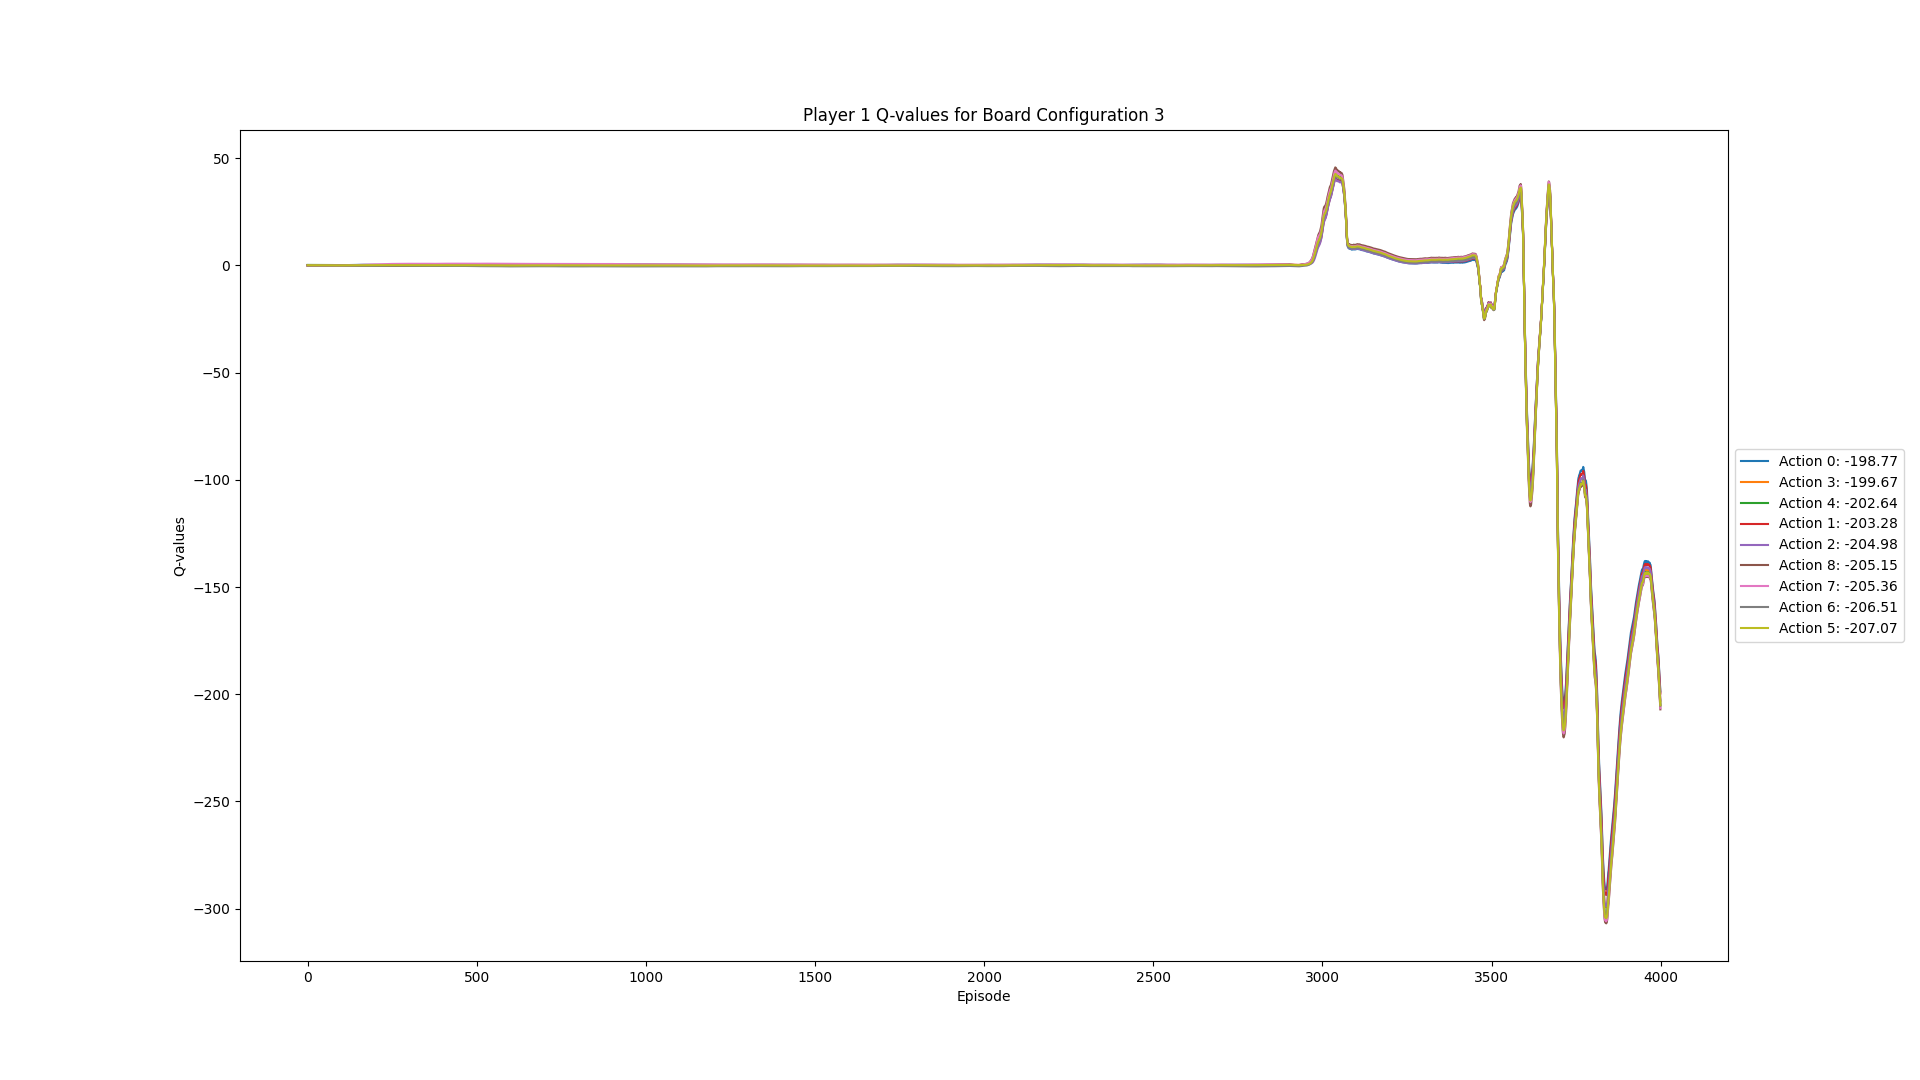 Player 1 Q-values for Board Configuration 3
50
0
−50
−100
−150
−200
−250
−300
Q-values
0 500 1000 1500 2000 2500 3000 3500 4000
Episode
Action 0: -198.77
Action 3: -199.67
Action 4: -202.64
Action 1: -203.28
Action 2: -204.98
Action 8: -205.15
Action 7: -205.36
Action 6: -206.51
Action 5: -207.07